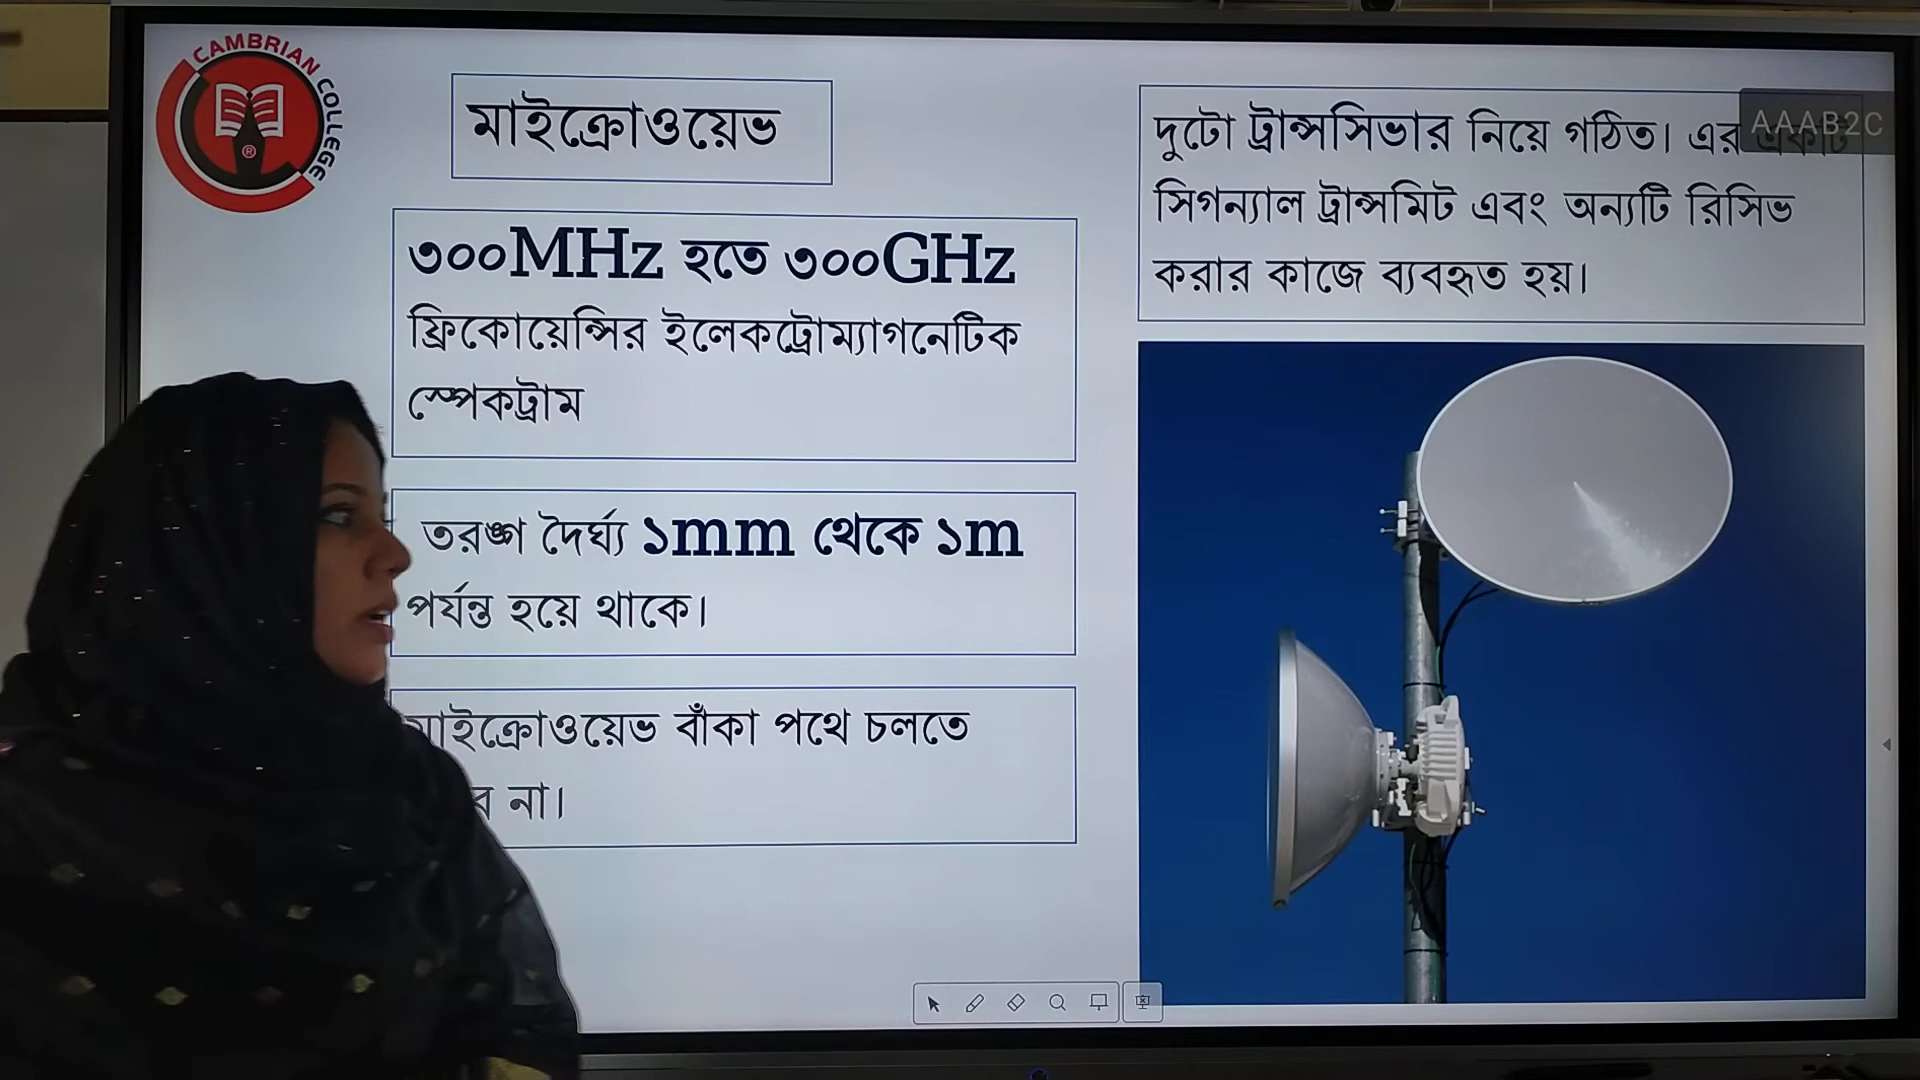 CAMBRIAN COLLEGE
®
মাইক্রোওয়েভ
৩০০MHz হতে ৩০০GHz
ফ্রিকোয়েন্সির ইলেকট্রোম্যাগনেটিক
স্পেকট্রাম
তরঙ্গ দৈর্ঘ্য ১mm থেকে ১m
পর্যন্ত হয়ে থাকে।
মাইক্রোওয়েভ বাঁকা পথে চলতে
না।
দুটো ট্রান্সসিভার নিয়ে গঠিত। এর একটি
সিগন্যাল ট্রান্সমিট এবং অন্যটি রিসিভ
করার কাজে ব্যবহৃত হয়।
AAAB2C